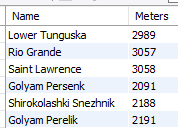 Name Meters
Lower Tunguska 2989
Rio Grande 3057
Saint Lawrence 3058
Golyam Persenk 2091
Shirokolashki Snezhnik 2188
Golyam Perelik 2191